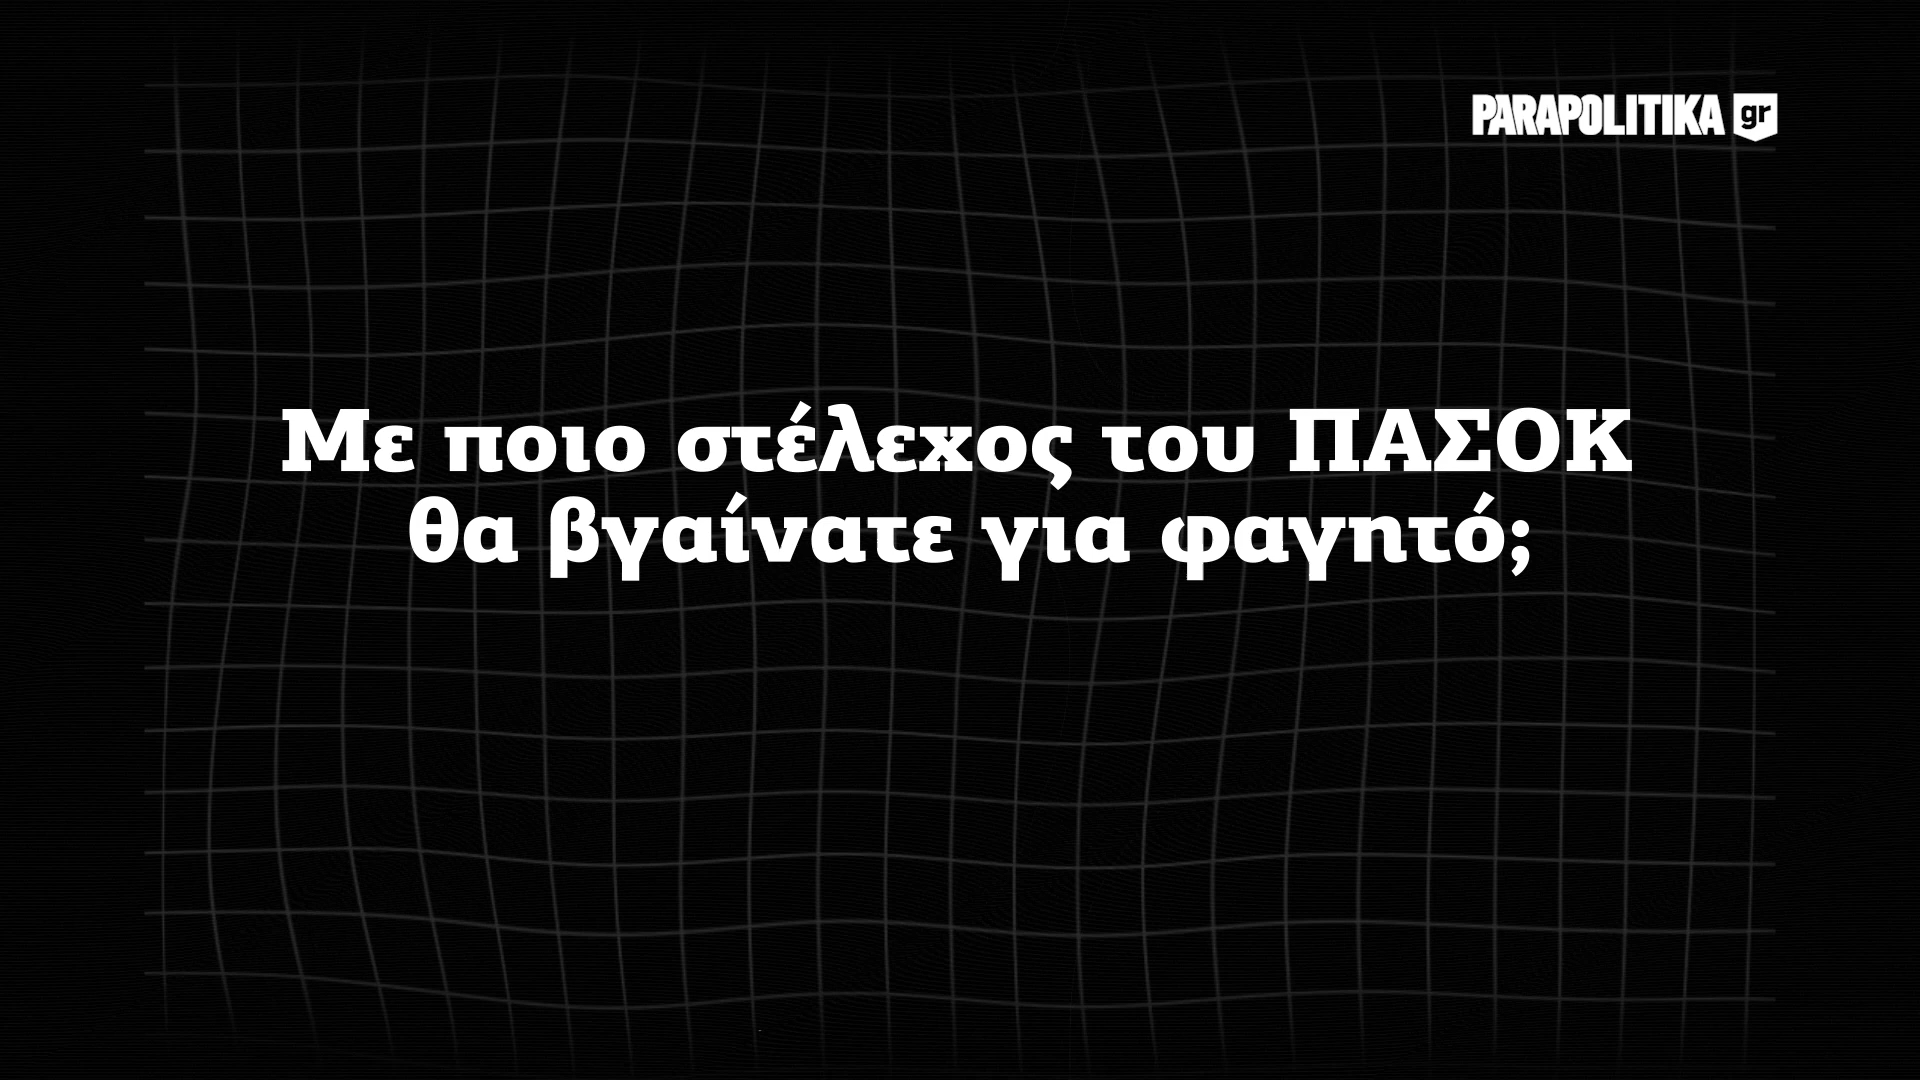 PARAPOLITIKA gr
Με ποιο στέλεχος του ΠΑΣΟΚ
θα βγαίνατε για φαγητό;